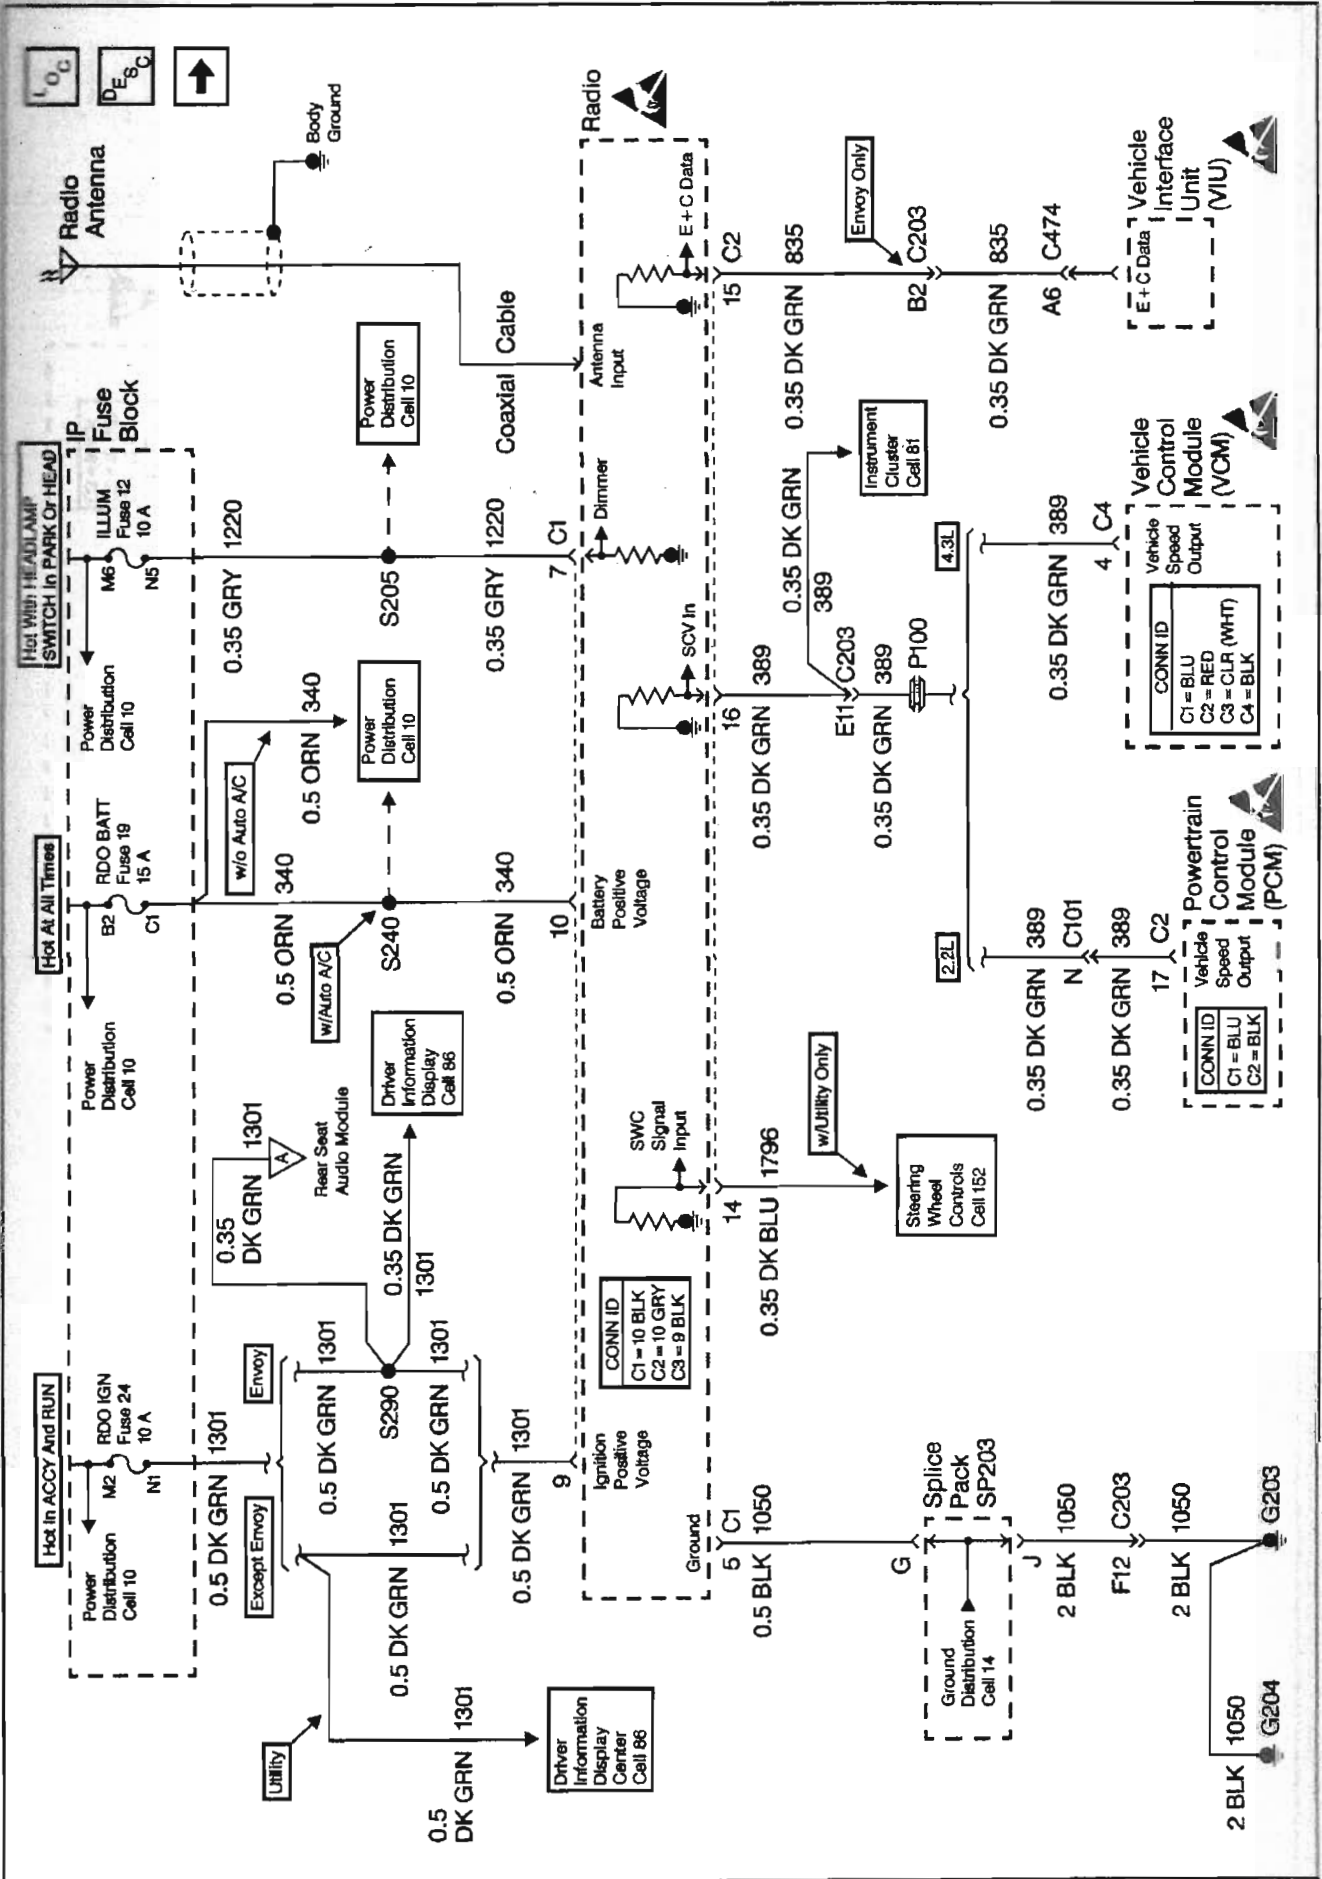 Hot In ACCY And RUN
Hot At All Times
Hot With HEADLAMP
SWITCH In PARK Or HEAD
LOC
DESC
Power
Distribution
Cell 10
M2
RDO IGN
Fuse 24
10 A
N1
Power
Distribution
Cell 10
B2
RDO BATT
Fuse 19
15 A
C1
Power
Distribution
Cell 10
M6
ILLUM
Fuse 12
10 A
N5
IP
Fuse
Block
Radio
Antenna
Body
Ground
0.5 DK GRN 1301
Except Envoy
Envoy
Utility
0.5 DK GRN 1301
0.5 DK GRN 1301
S290
0.5 DK GRN 1301
0.35
DK GRN 1301
A
Rear Seat
Audio Module
0.35 DK GRN
1301
Driver
Information
Display
Cell 86
0.5
DK GRN 1301
Driver
Information
Display
Center
Cell 86
0.5 DK GRN 1301
9
w/o Auto A/C
0.5 ORN 340
0.5 ORN 340
w/Auto A/C
S240
Power
Distribution
Cell 10
0.5 ORN 340
10
0.35 GRY 1220
S205
Power
Distribution
Cell 10
0.35 GRY 1220
7 C1
Coaxial Cable
Radio
Ignition
Positive
Voltage
CONN ID
C1 = 10 BLK
C2 = 10 GRY
C3 = 9 BLK
SWC
Signal
Input
Battery
Positive
Voltage
SCV In
Dimmer
Antenna
Input
E + C Data
Ground
5 C1
0.5 BLK 1050
G
Splice
Pack
SP203
Ground
Distribution
Cell 14
J
2 BLK 1050
F12 C203
2 BLK 1050
G203
2 BLK 1050
G204
14
0.35 DK BLU 1796
w/Utility Only
Steering
Wheel
Controls
Cell 152
16
0.35 DK GRN 389
E11 C203
0.35 DK GRN
389
Instrument
Cluster
Cell 81
0.35 DK GRN 389
P100
2.2L
4.3L
0.35 DK GRN 389
N C101
0.35 DK GRN 389
17 C2
Vehicle
Speed
Output
CONN ID
C1 = BLU
C2 = BLK
Powertrain
Control
Module
(PCM)
0.35 DK GRN 389
4 C4
Vehicle
Speed
Output
CONN ID
C1 = BLU
C2 = RED
C3 = CLR (WHT)
C4 = BLK
Vehicle
Control
Module
(VCM)
15 C2
0.35 DK GRN 835
Envoy Only
B2 C203
0.35 DK GRN 835
A6 C474
E + C Data
Vehicle
Interface
Unit
(VIU)